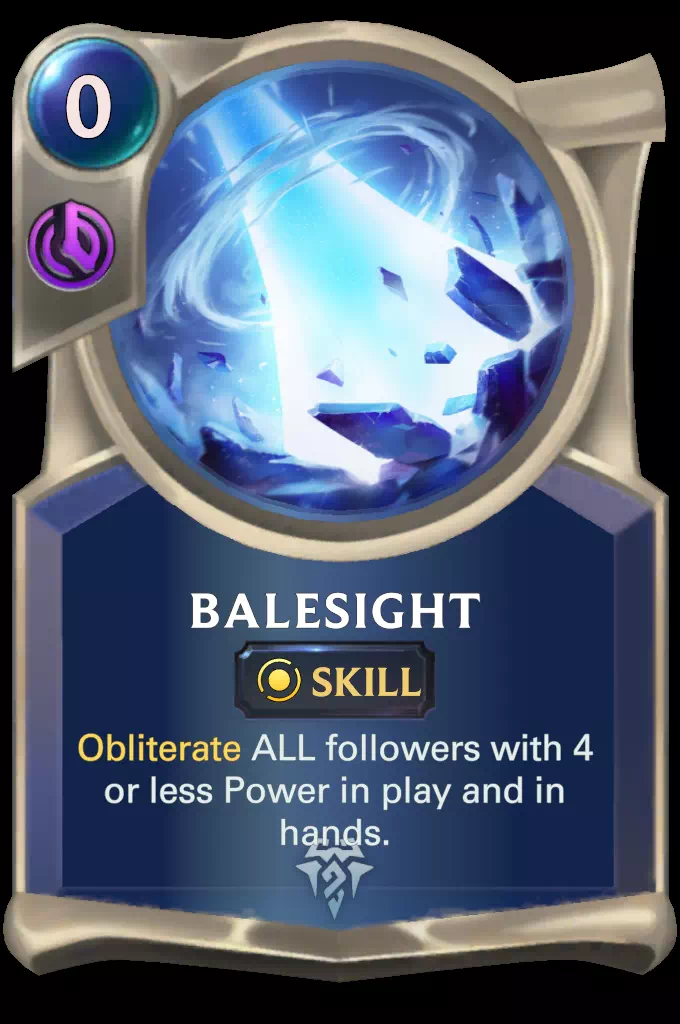 0
BALESIGHT
SKILL
Obliterate ALL followers with 4
or less Power in play and in
hands.